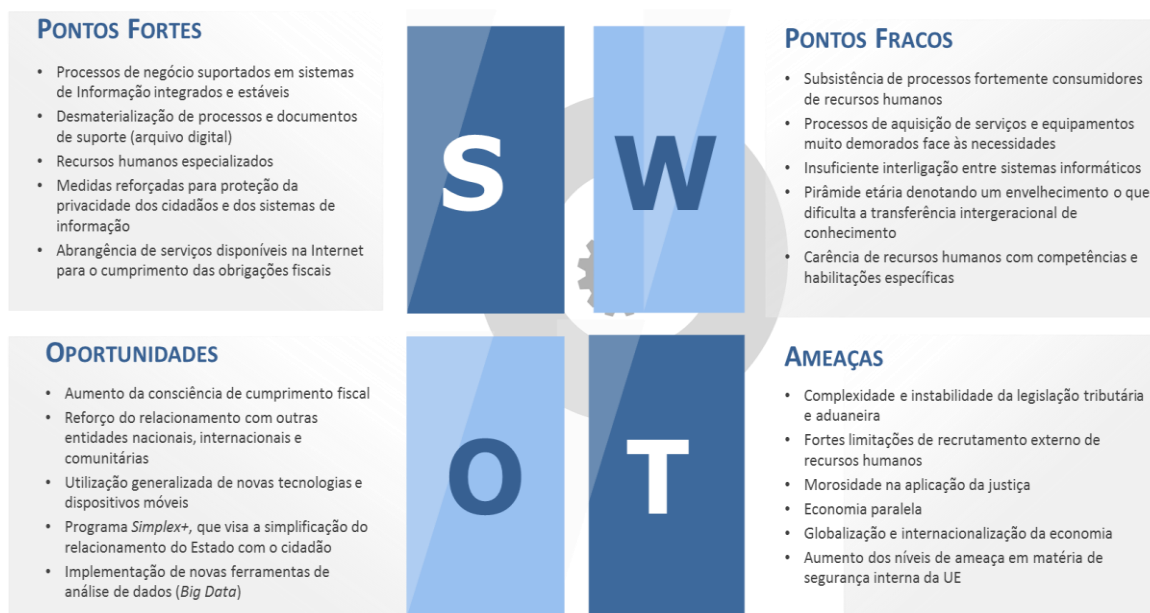 PONTOS FORTES
• Processos de negócio suportados em sistemas
de Informação integrados e estáveis
• Desmaterialização de processos e documentos
de suporte (arquivo digital)
• Recursos humanos especializados
• Medidas reforçadas para proteção da
privacidade dos cidadãos e dos sistemas de
informação
• Abrangência de serviços disponíveis na Internet
para o cumprimento das obrigações fiscais
S
W
PONTOS FRACOS
• Subsistência de processos fortemente consumidores
de recursos humanos
• Processos de aquisição de serviços e equipamentos
muito demorados face às necessidades
• Insuficiente interligação entre sistemas informáticos
• Pirâmide etária denotando um envelhecimento o que
dificulta a transferência intergeracional de
conhecimento
• Carência de recursos humanos com competências e
habilitações específicas
OPORTUNIDADES
• Aumento da consciência de cumprimento fiscal
• Reforço do relacionamento com outras
entidades nacionais, internacionais e
comunitárias
• Utilização generalizada de novas tecnologias e
dispositivos móveis
• Programa Simplex+, que visa a simplificação do
relacionamento do Estado com o cidadão
• Implementação de novas ferramentas de
análise de dados (Big Data)
O
T
AMEAÇAS
• Complexidade e instabilidade da legislação tributária
e aduaneira
• Fortes limitações de recrutamento externo de
recursos humanos
• Morosidade na aplicação da justiça
• Economia paralela
• Globalização e internacionalização da economia
• Aumento dos níveis de ameaça em matéria de
segurança interna da UE